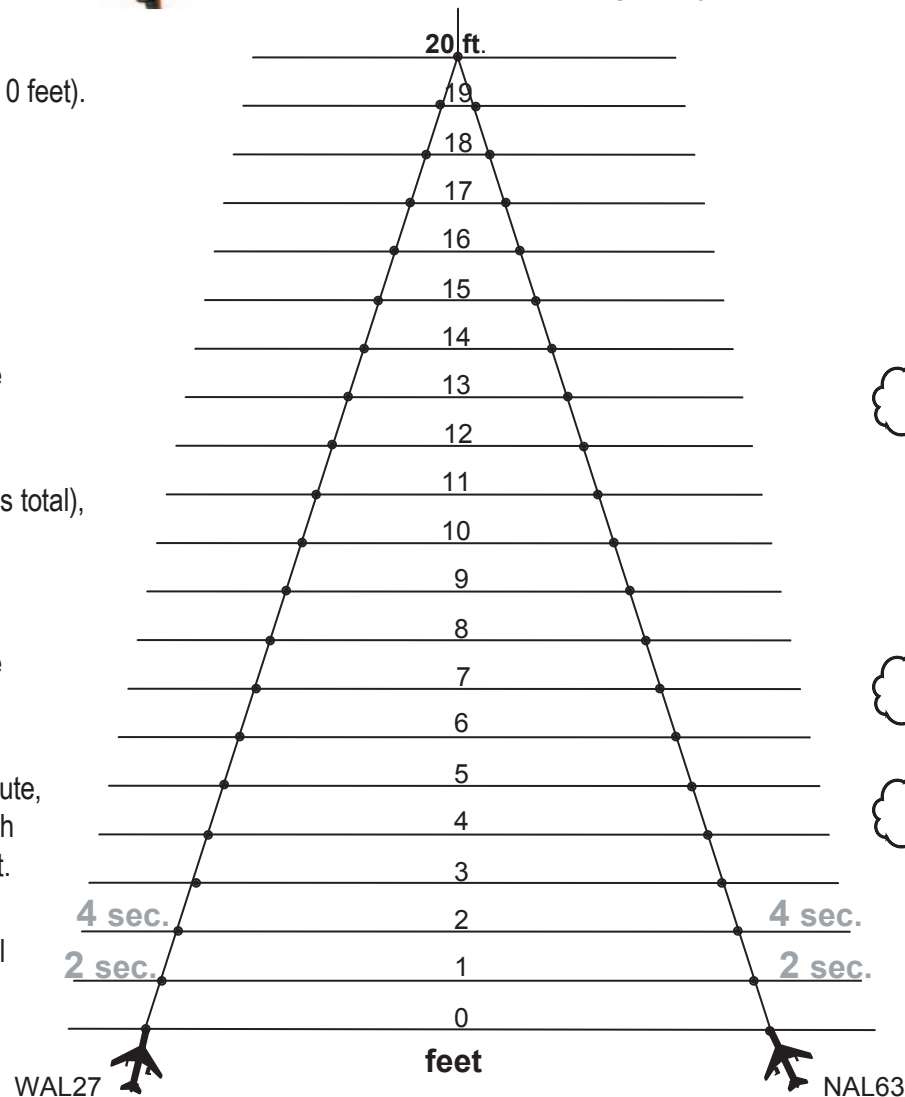 20 ft.
0 feet).
19
18
17
16
15
14
e
13
12
s total),
11
10
9
8
e
7
6
ute,
5
h
4
t.
3
4 sec. 2 4 sec.
l
2 sec. 1 2 sec.
0
feet
WAL27 NAL63